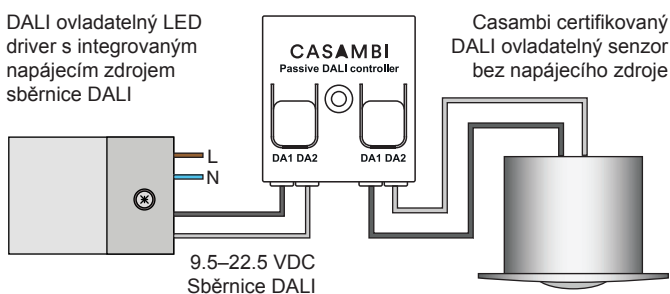 DALI ovladatelný LED
driver s integrovaným
napájecím zdrojem
sběrnice DALI
CASAMBI
Passive DALI controller
DA1 DA2
DA1 DA2
Casambi certifikovaný
DALI ovladatelný senzor
bez napájecího zdroje
L
N
9.5–22.5 VDC
Sběrnice DALI